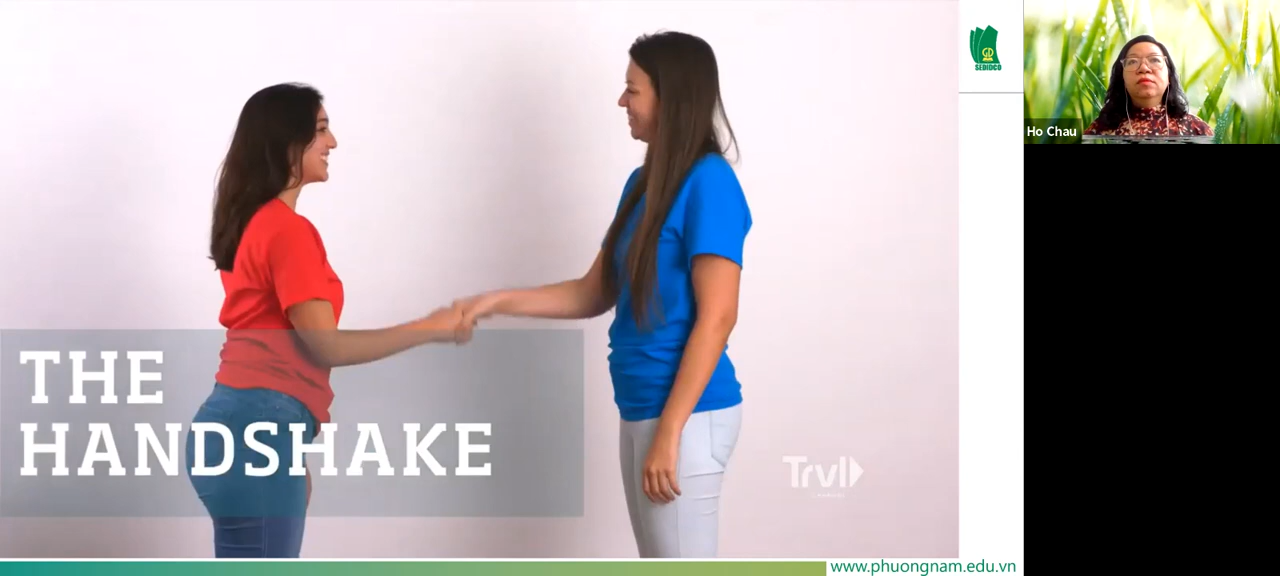 THE
HANDSHAKE
Trvl
SEDIDCO
Ho Chau
www.phuongnam.edu.vn